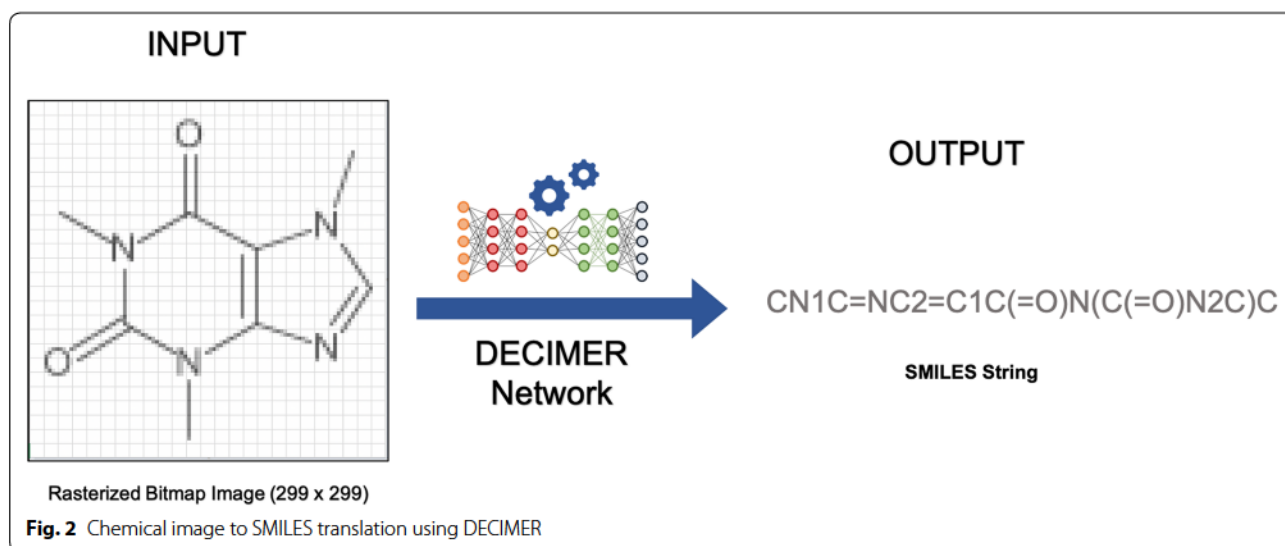 INPUT
O
N
N
O
N
N
Rasterized Bitmap Image (299 x 299)
DECIMER
Network
OUTPUT
CN1C=NC2=C1C(=O)N(C(=O)N2C)C
SMILES String
Fig. 2 Chemical image to SMILES translation using DECIMER